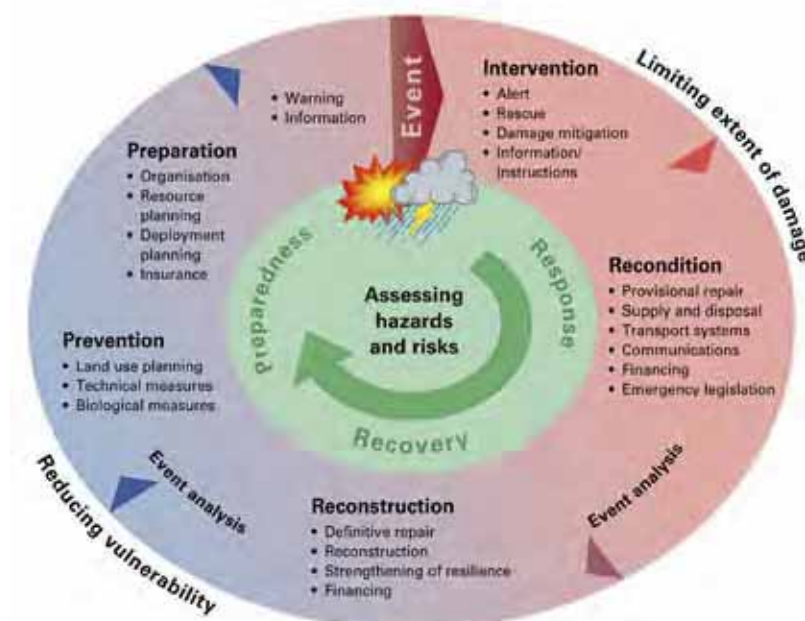 Event
• Warning
• Information
Intervention
• Alert
• Rescue
• Damage mitigation
• Information/
Instructions
Limiting extent of damage
Preparation
• Organisation
• Resource
planning
• Deployment
planning
• Insurance
Preparedness
Response
Recovery
Assessing
hazards
and risks
Recondition
• Provisional repair
• Supply and disposal
• Transport systems
• Communications
• Financing
• Emergency legislation
Prevention
• Land use planning
• Technical measures
• Biological measures
Event analysis
Reducing vulnerability
Reconstruction
• Definitive repair
• Reconstruction
• Strengthening of resilience
• Financing
Event analysis